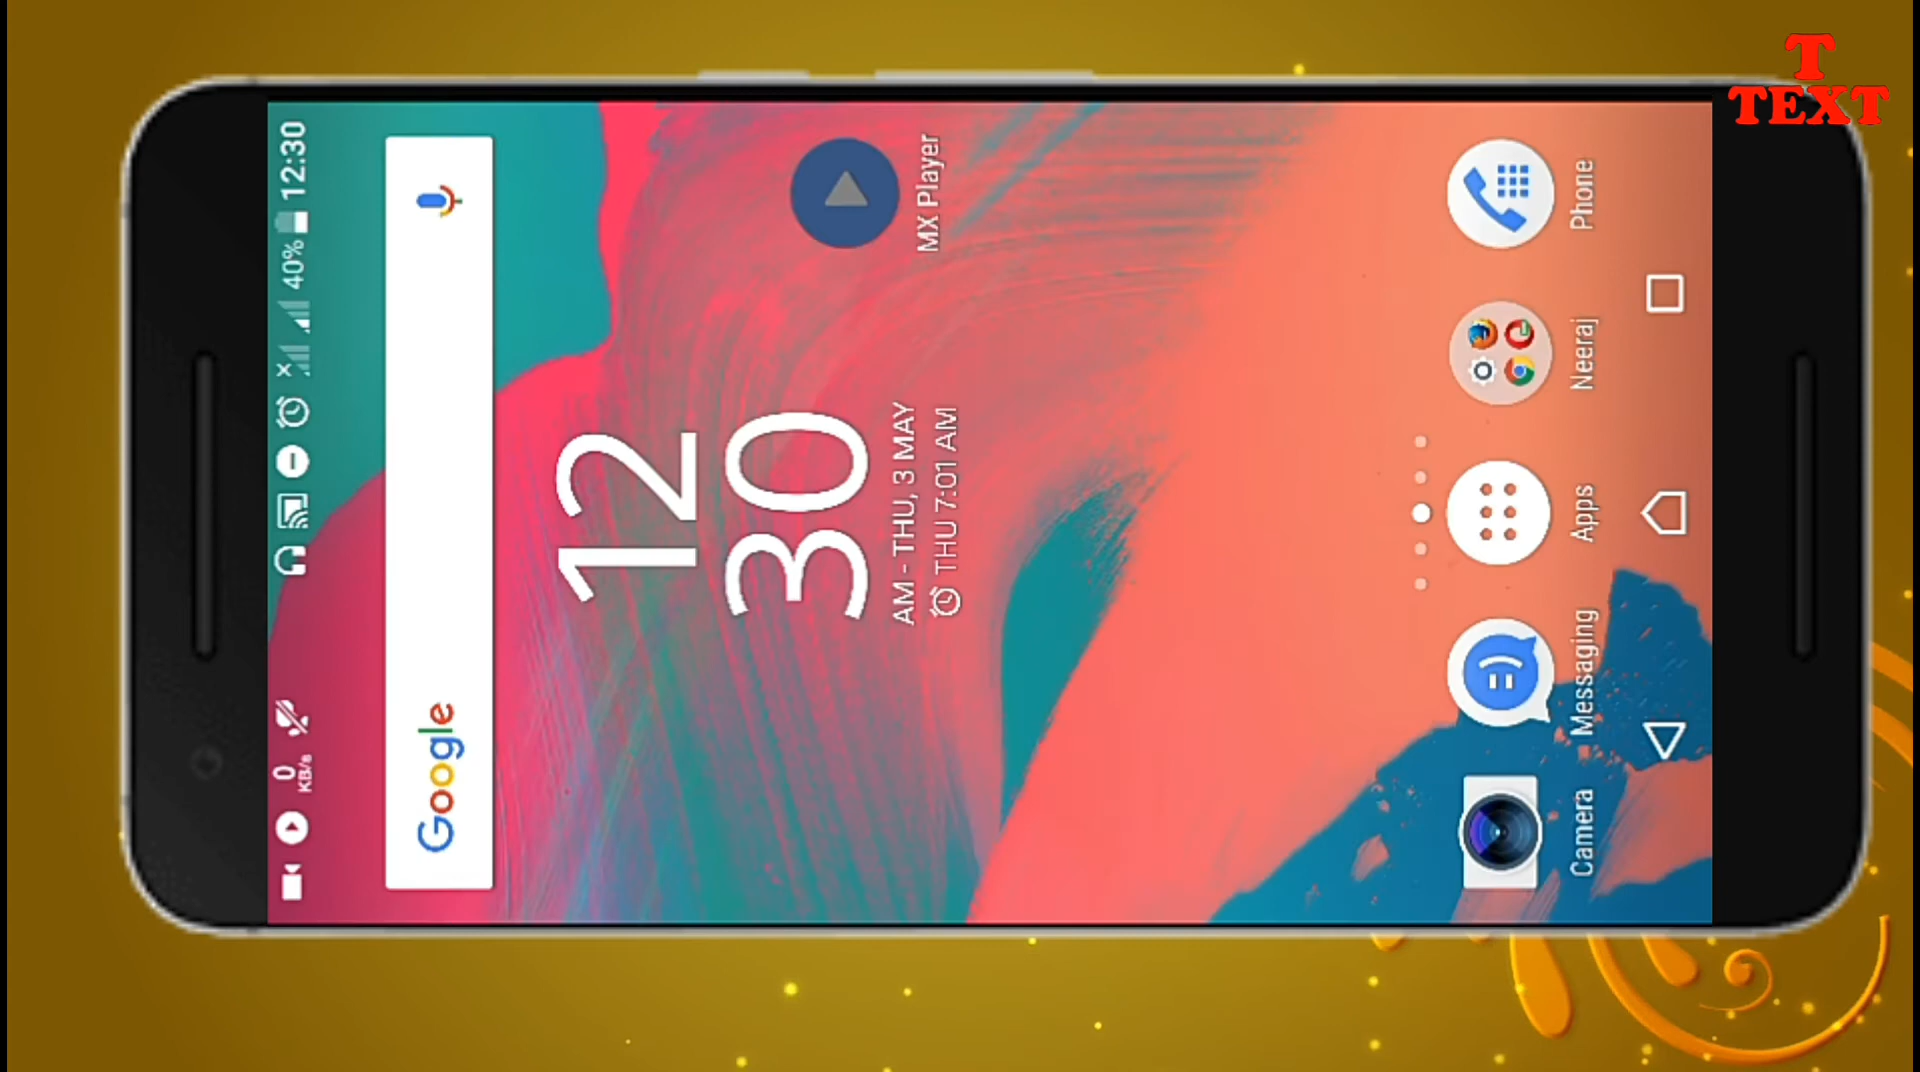 T
TEXT
0
KB/s
40%
12:30
Google
12
30
AM - THU, 3 MAY
THU 7:01 AM
MX Player
Camera
Messaging
Apps
Neeraj
Phone